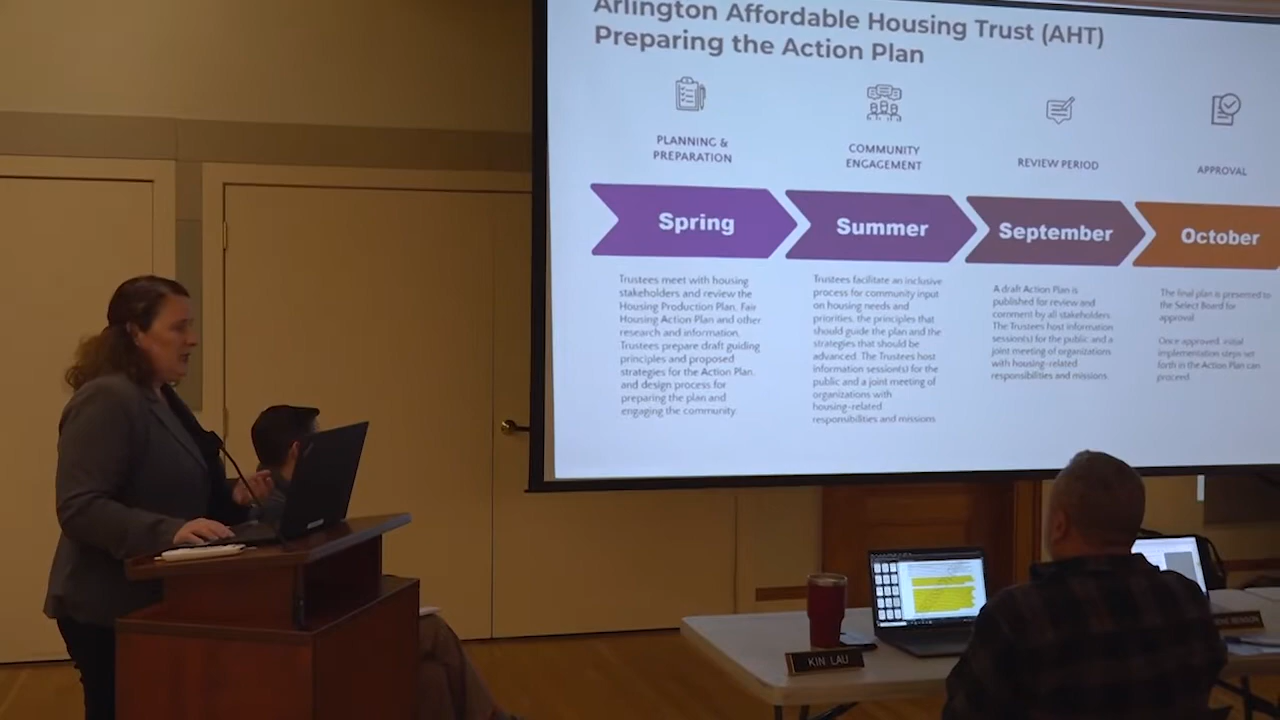 Arlington Affordable Housing Trust (AHT)
Preparing the Action Plan
PLANNING &
PREPARATION
COMMUNITY
ENGAGEMENT
REVIEW PERIOD
APPROVAL
Spring
Summer
September
October
Trustees meet with housing
stakeholders and review the
Housing Production Plan, Fair
Housing Action Plan and other
research and information.
Trustees prepare draft guiding
principles and proposed
strategies for the Action Plan,
and design process for
preparing the plan and
engaging the community.
Trustees facilitate an inclusive
process for community input
on housing needs and
priorities, the principles that
should guide the plan and the
strategies that should be
advanced. The Trustees host
information session(s) for the
public and a joint meeting of
organizations with
housing-related
responsibilities and missions
A draft Action Plan is
published for review and
comment by all stakeholders.
The Trustees host information
session(s) for the public and a
joint meeting of organizations
with housing-related
responsibilities and missions.
The final plan is presented to
the Select Board for
approval.
Once approved, initial
implementation steps set
forth in the Action Plan can
proceed.
KIN LAU
BENSON